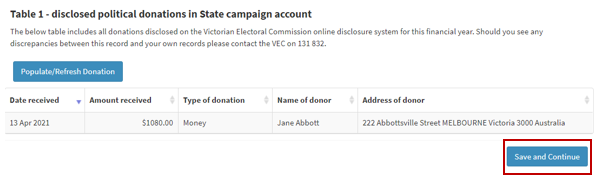 Table 1 - disclosed political donations in State campaign account
The below table includes all donations disclosed on the Victorian Electoral Commission online disclosure system for this financial year. Should you see any
discrepancies between this record and your own records please contact the VEC on 131 832.
Populate/Refresh Donation
Date received Amount received Type of donation Name of donor Address of donor
13 Apr 2021 $1080.00 Money Jane Abbott 222 Abbottsville Street MELBOURNE Victoria 3000 Australia
Save and Continue